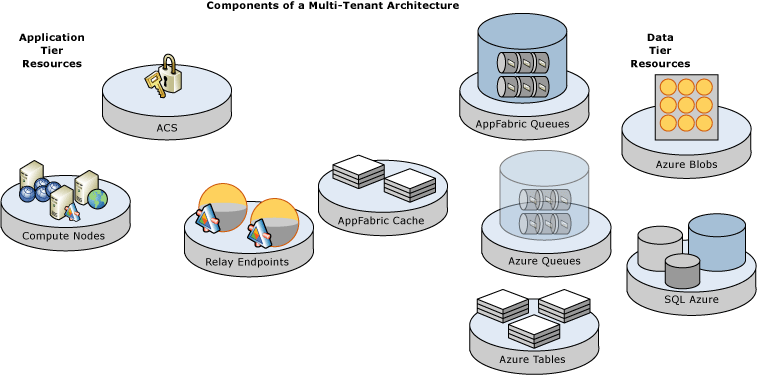 Components of a Multi-Tenant Architecture
Application
Tier
Resources
Data
Tier
Resources
ACS
AppFabric Queues
Azure Blobs
Compute Nodes
Relay Endpoints
AppFabric Cache
Azure Queues
SQL Azure
Azure Tables